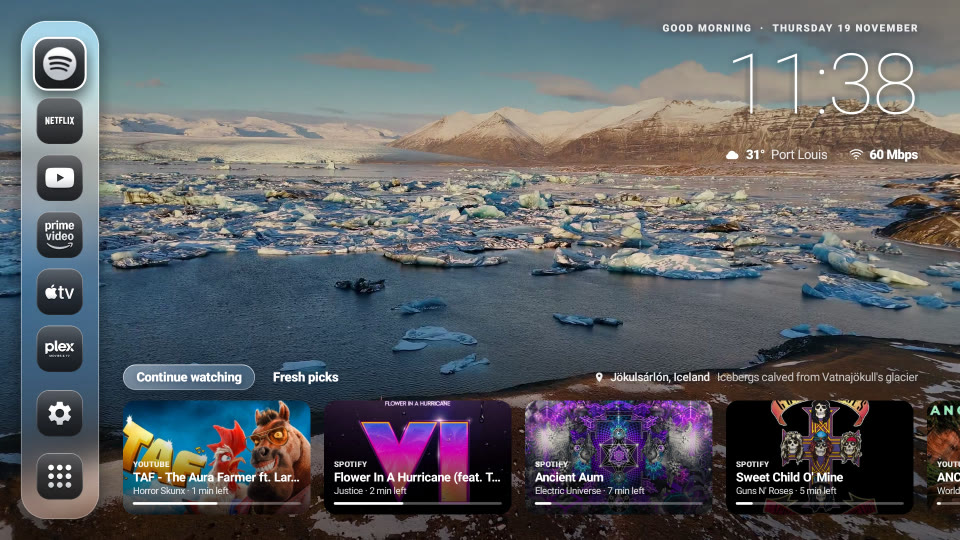 GOOD MORNING · THURSDAY 19 NOVEMBER
11:38
31° Port Louis 60 Mbps
NETFLIX
prime video
tv
plex
Continue watching Fresh picks
Jökulsárlón, Iceland Icebergs calved from Vatnajökull's glacier
TAF
YOUTUBE
TAF - The Aura Farmer ft. Lar...
Horror Skunx · 1 min left
FLOWER IN A HURRICANE
SPOTIFY
Flower In A Hurricane (feat. T...
Justice · 2 min left
SPOTIFY
Ancient Aum
Electric Universe · 7 min left
SPOTIFY
Sweet Child O' Mine
Guns N' Roses · 5 min left